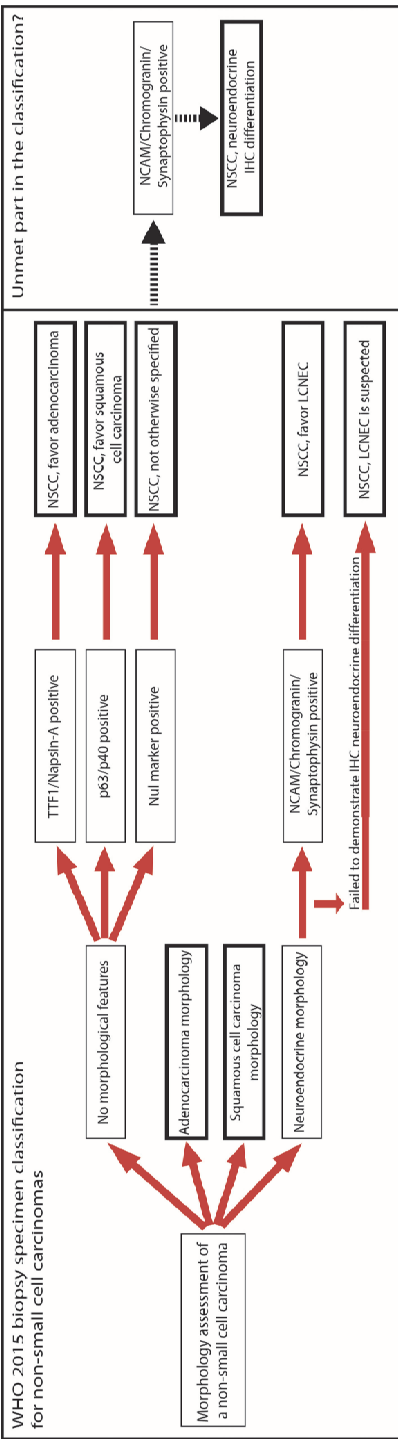 WHO 2015 biopsy specimen classification
for non-small cell carcinomas
Morphology assessment of
a non-small cell carcinoma
No morphological features
Adenocarcinoma morphology
Squamous cell carcinoma
morphology
Neuroendocrine morphology
TTF1/Napsin-A positive
p63/p40 positive
Nul marker positive
NCAM/Chromogranin/
Synaptophysin positive
Failed to demonstrate IHC neuroendocrine differentiation
NSCC, favor adenocarcinoma
NSCC, favor squamous
cell carcinoma
NSCC, not otherwise specified
NSCC, favor LCNEC
NSCC, LCNEC is suspected
Unmet part in the classification?
NCAM/Chromogranin/
Synaptophysin positive
NSCC, neuroendocrine
IHC differentiation